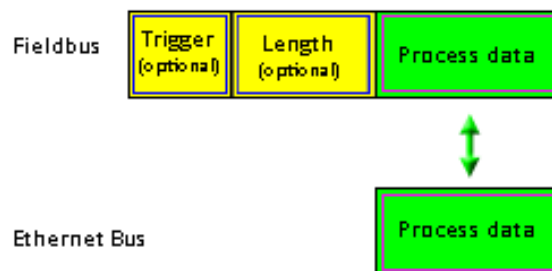 Fieldbus
Trigger
(optional)
Length
(optional)
Process data
Ethernet Bus
Process data